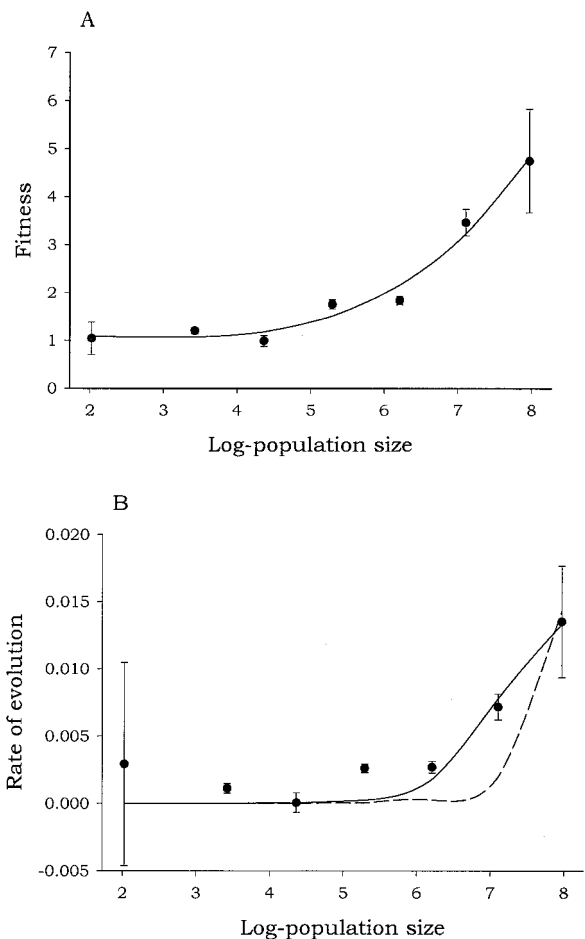 A
7
6
5
4
3
2
1
0
Fitness
2 3 4 5 6 7 8
Log-population size
B
0.020
0.015
0.010
0.005
0.000
-0.005
Rate of evolution
2 3 4 5 6 7 8
Log-population size